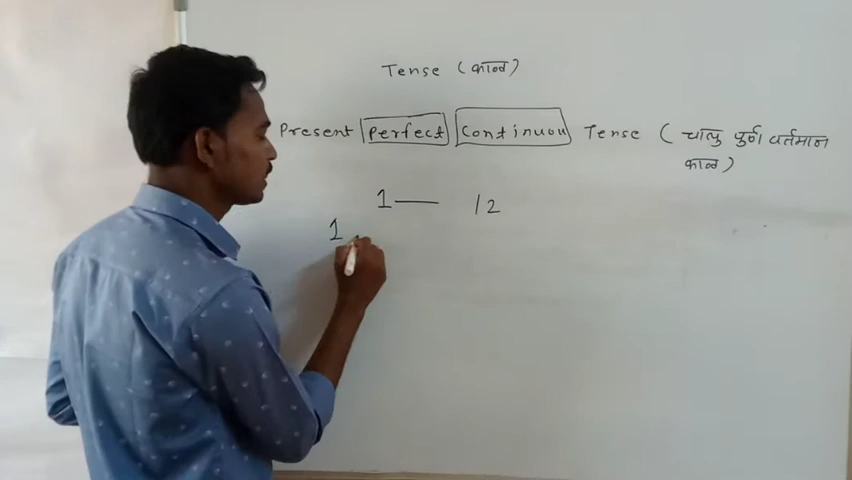 Tense (काळ)
Present Perfect Continuou Tense (चालु पुर्ण वर्तमान
काळ)
1 — 12
1